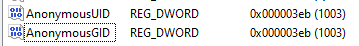 AnonymousUID REG_DWORD 0x000003eb (1003)
AnonymousGID REG_DWORD 0x000003eb (1003)